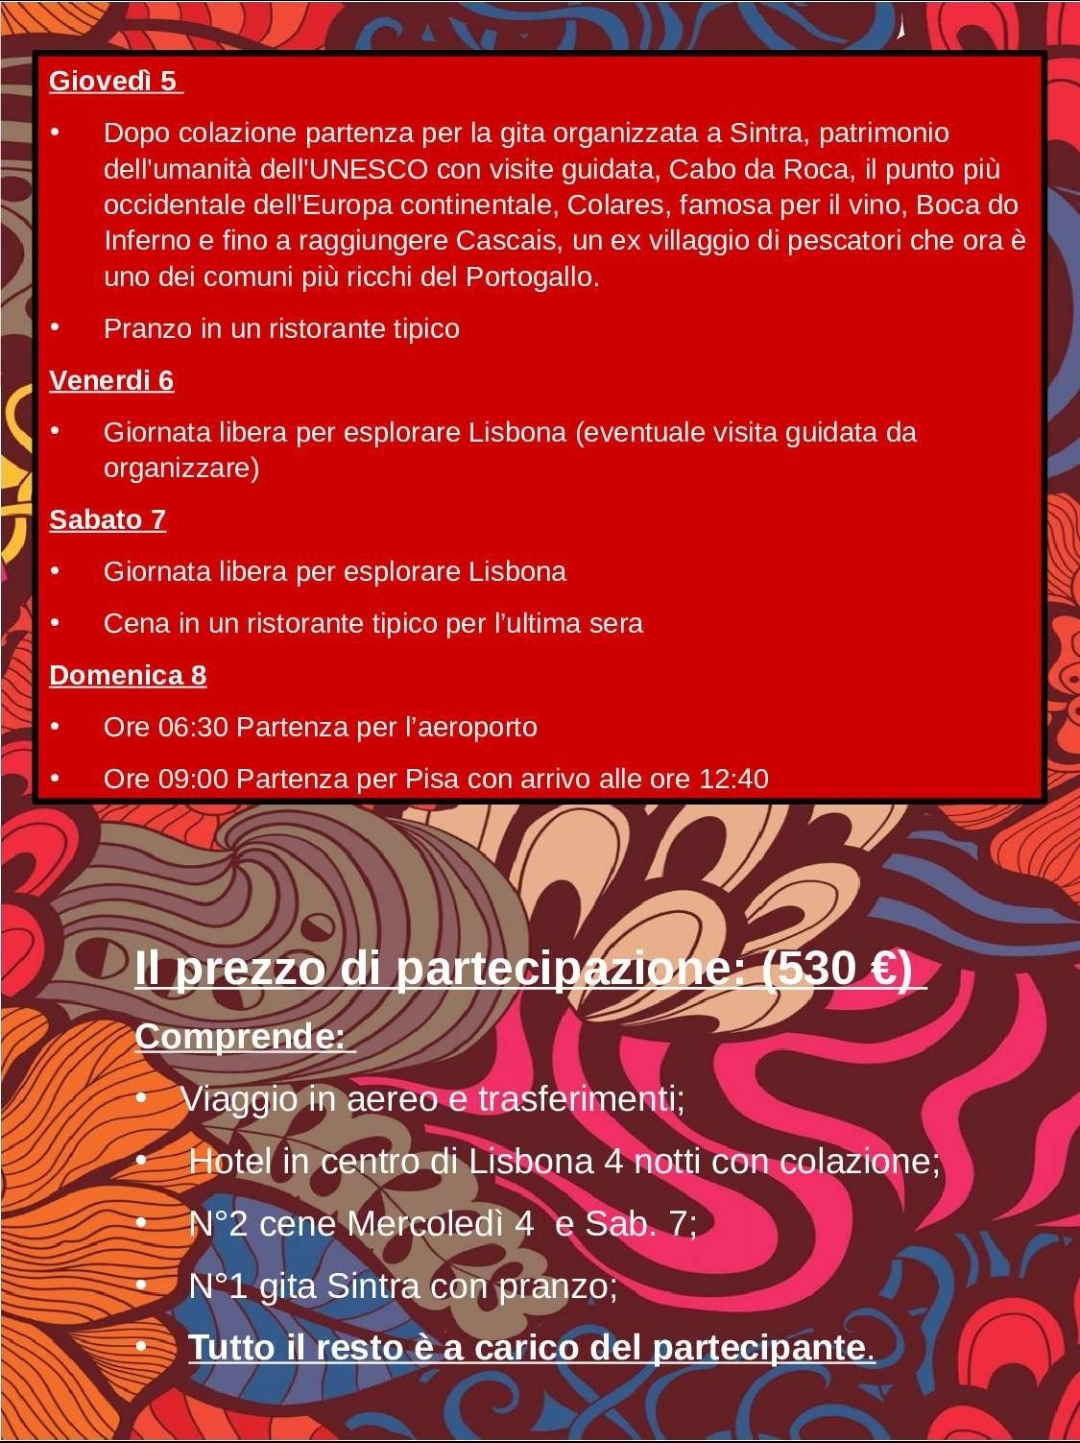 Giovedì 5
• Dopo colazione partenza per la gita organizzata a Sintra, patrimonio
dell'umanità dell'UNESCO con visite guidata, Cabo da Roca, il punto più
occidentale dell'Europa continentale, Colares, famosa per il vino, Boca do
Inferno e fino a raggiungere Cascais, un ex villaggio di pescatori che ora è
uno dei comuni più ricchi del Portogallo.
• Pranzo in un ristorante tipico
Venerdi 6
• Giornata libera per esplorare Lisbona (eventuale visita guidata da
organizzare)
Sabato 7
• Giornata libera per esplorare Lisbona
• Cena in un ristorante tipico per l’ultima sera
Domenica 8
• Ore 06:30 Partenza per l’aeroporto
• Ore 09:00 Partenza per Pisa con arrivo alle ore 12:40
Il prezzo di partecipazione: (530 €)
Comprende:
• Viaggio in aereo e trasferimenti;
• Hotel in centro di Lisbona 4 notti con colazione;
• N°2 cene Mercoledì 4 e Sab. 7;
• N°1 gita Sintra con pranzo;
• Tutto il resto è a carico del partecipante.